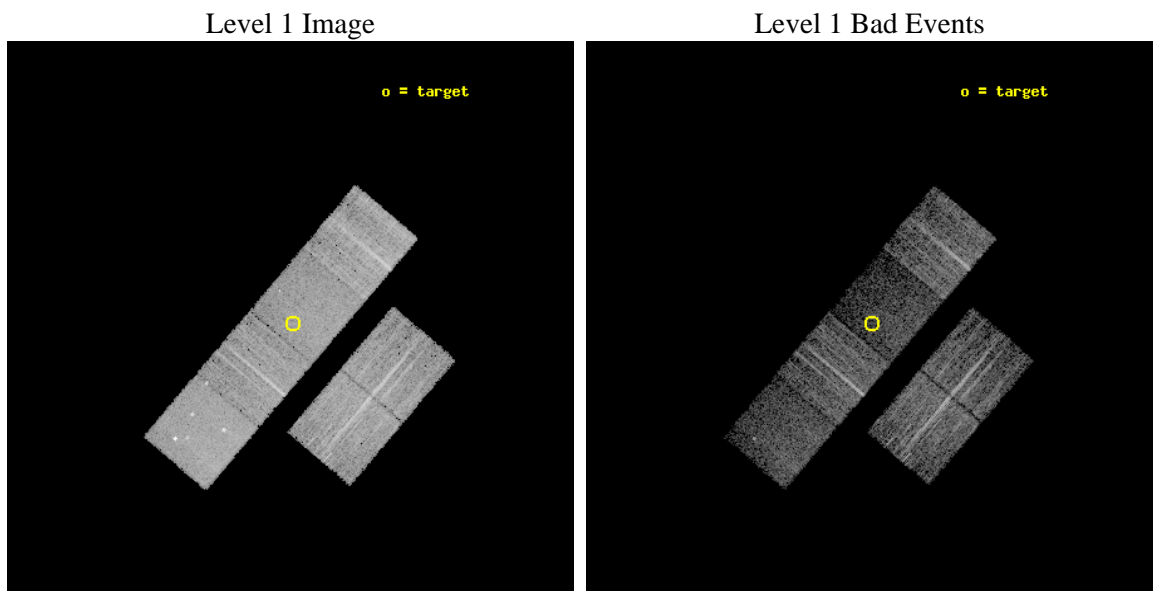 Level 1 Image
Level 1 Bad Events
o = target
o = target